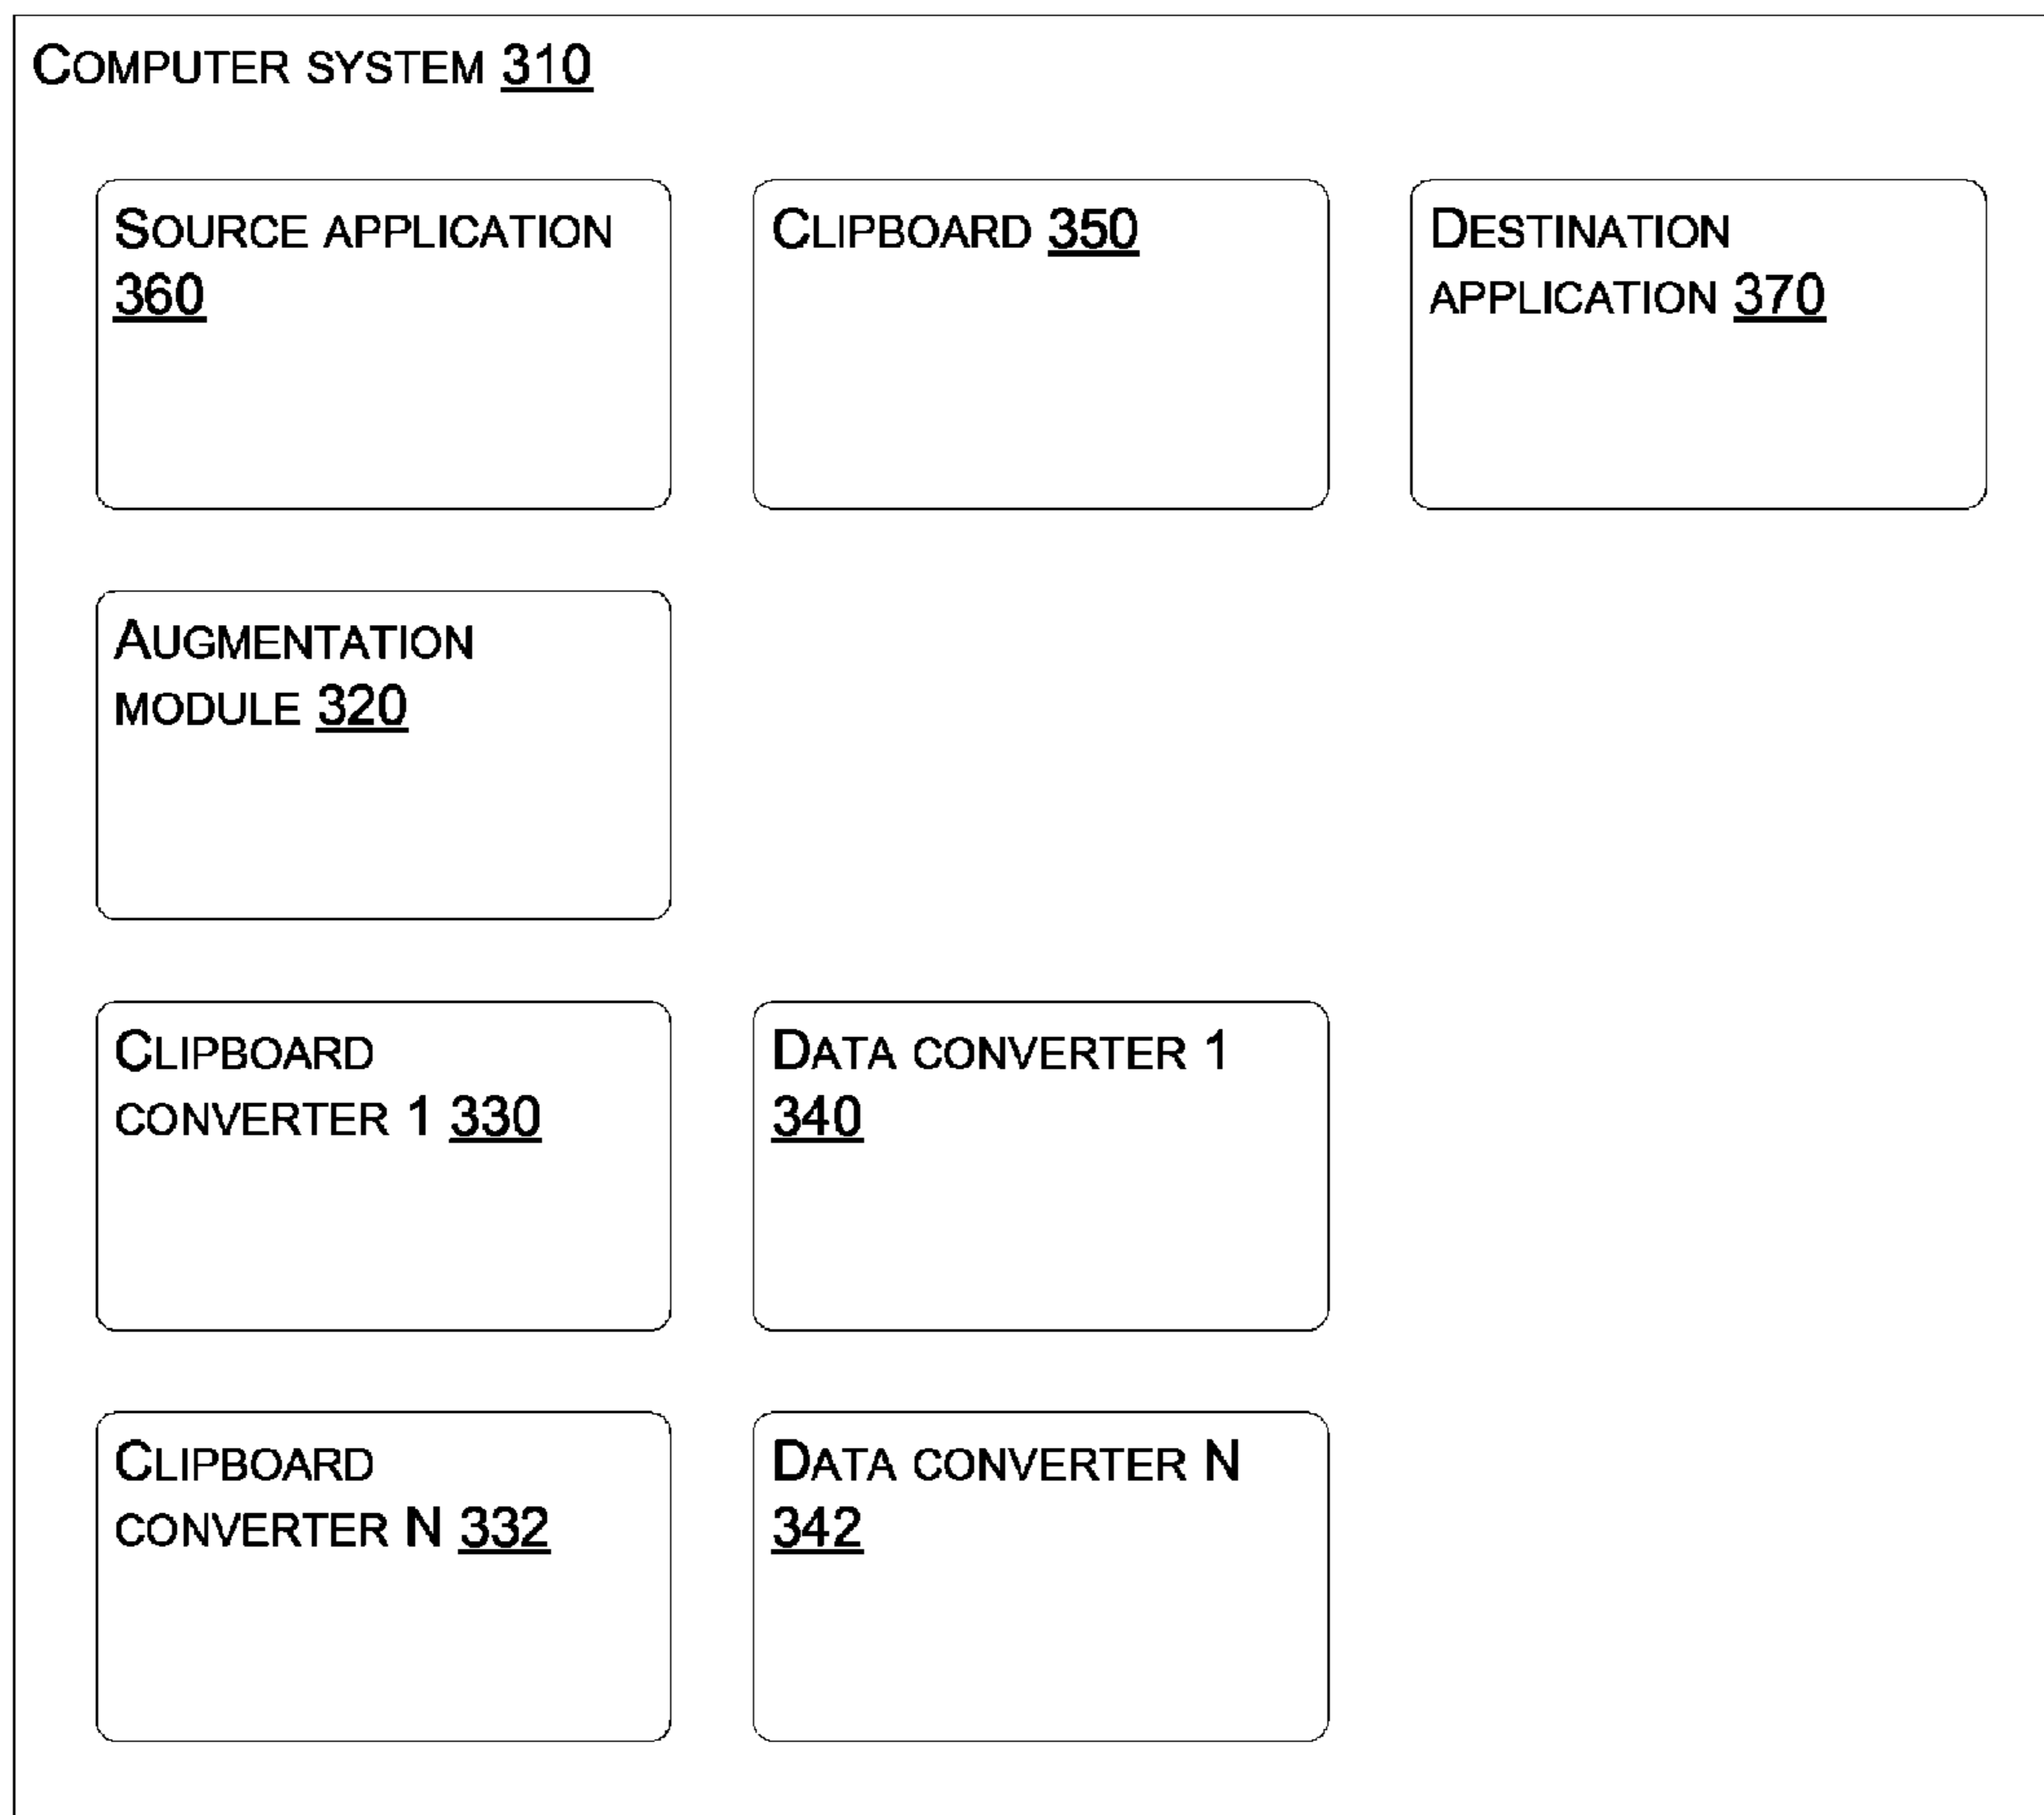 COMPUTER SYSTEM 310
SOURCE APPLICATION
360
CLIPBOARD 350
DESTINATION
APPLICATION 370
AUGMENTATION
MODULE 320
CLIPBOARD
CONVERTER 1 330
DATA CONVERTER 1
340
CLIPBOARD
CONVERTER N 332
DATA CONVERTER N
342